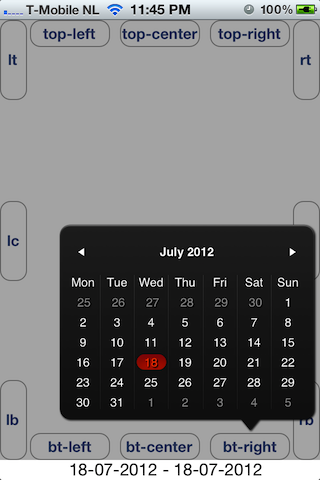 T-Mobile NL 11:45 PM 100%
top-left top-center top-right
lt rt
lc
July 2012
Mon Tue Wed Thu Fri Sat Sun
25 26 27 28 29 30 1
2 3 4 5 6 7 8
9 10 11 12 13 14 15
16 17 18 19 20 21 22
23 24 25 26 27 28 29
30 31 1 2 3 4 5
lb rb
bt-left bt-center bt-right
18-07-2012 - 18-07-2012